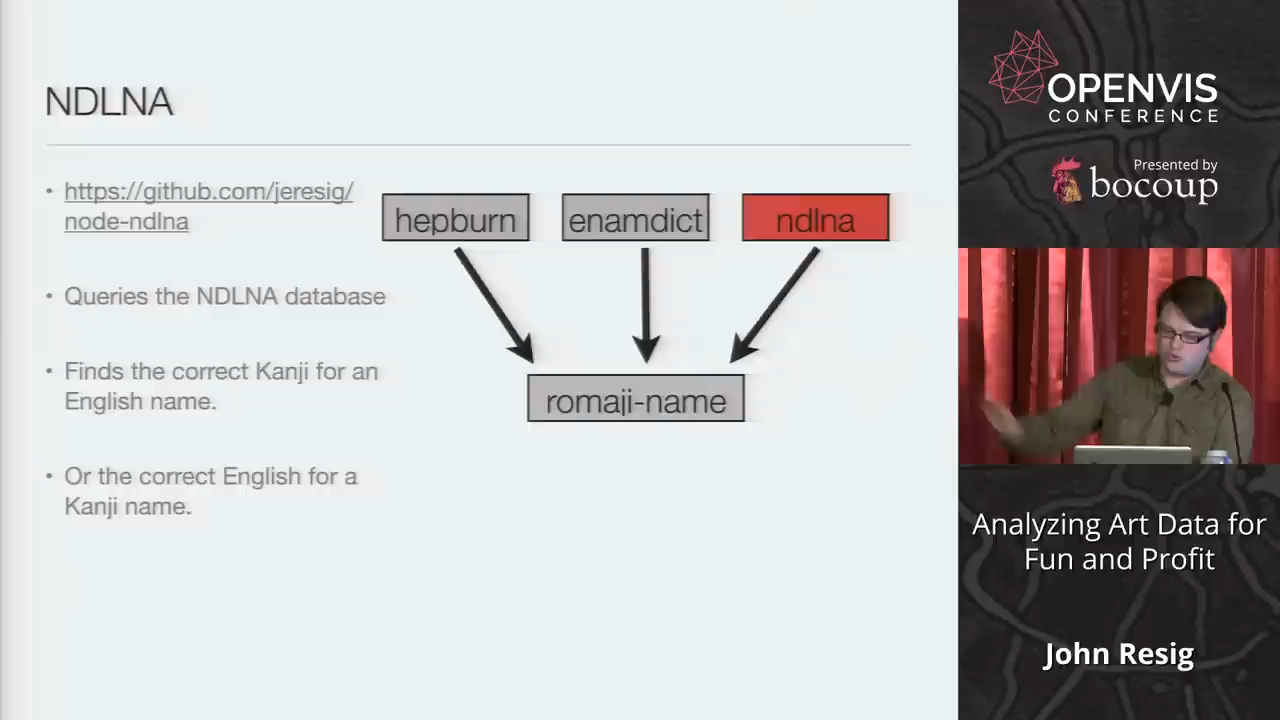 NDLNA
• https://github.com/jeresig/
node-ndlna
• Queries the NDLNA database
• Finds the correct Kanji for an
English name.
• Or the correct English for a
Kanji name.
hepburn
enamdict
ndlna
romaji-name
OPENVIS
CONFERENCE
Presented by
bocoup
Analyzing Art Data for
Fun and Profit
John Resig